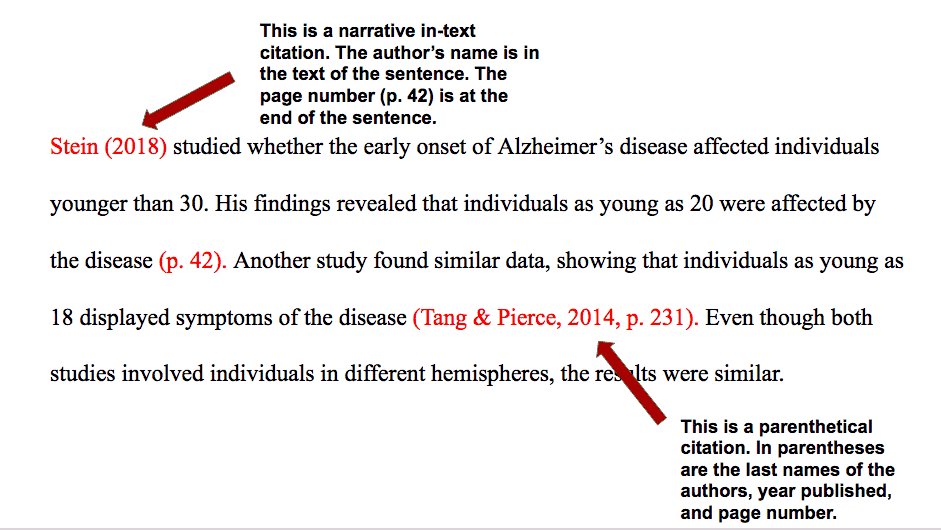 This is a narrative in-text
citation. The author's name is in
the text of the sentence. The
page number (p. 42) is at the
end of the sentence.
Stein (2018) studied whether the early onset of Alzheimer’s disease affected individuals
younger than 30. His findings revealed that individuals as young as 20 were affected by
the disease (p. 42). Another study found similar data, showing that individuals as young as
18 displayed symptoms of the disease (Tang & Pierce, 2014, p. 231). Even though both
studies involved individuals in different hemispheres, the results were similar.
This is a parenthetical
citation. In parentheses
are the last names of the
authors, year published,
and page number.